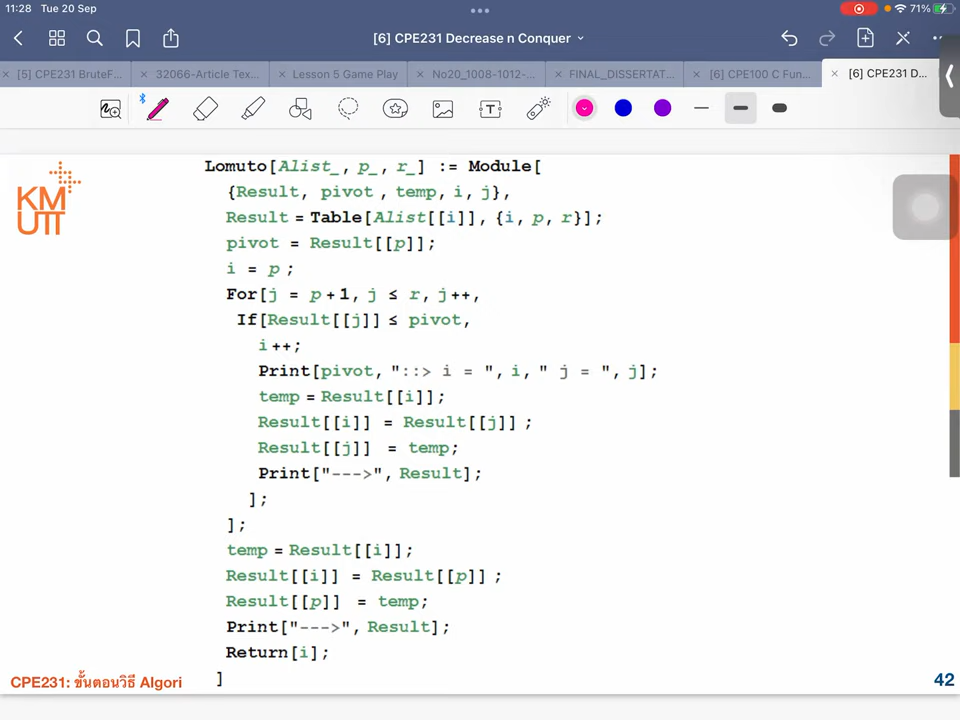 11:28 Tue 20 Sep 71%
[6] CPE231 Decrease n Conquer
[5] CPE231 BruteF... 32066-Article Tex... Lesson 5 Game Play No20_1008-1012-... FINAL_DISSERTAT... [6] CPE100 C Fun... [6] CPE231 D...
KM
UTT
Lomuto[Alist_, p_, r_] := Module[
{Result, pivot , temp, i, j},
Result = Table[Alist[[i]], {i, p, r}];
pivot = Result[[p]];
i = p ;
For[j = p+1, j ≤ r, j++,
If[Result[[j]] ≤ pivot,
i++;
Print[pivot, "::> i = ", i, " j = ", j];
temp = Result[[i]];
Result[[i]] = Result[[j]] ;
Result[[j]] = temp;
Print["--->", Result];
];
];
temp = Result[[i]];
Result[[i]] = Result[[p]] ;
Result[[p]] = temp;
Print["--->", Result];
Return[i];
]
CPE231: ขั้นตอนวิธี Algori 42